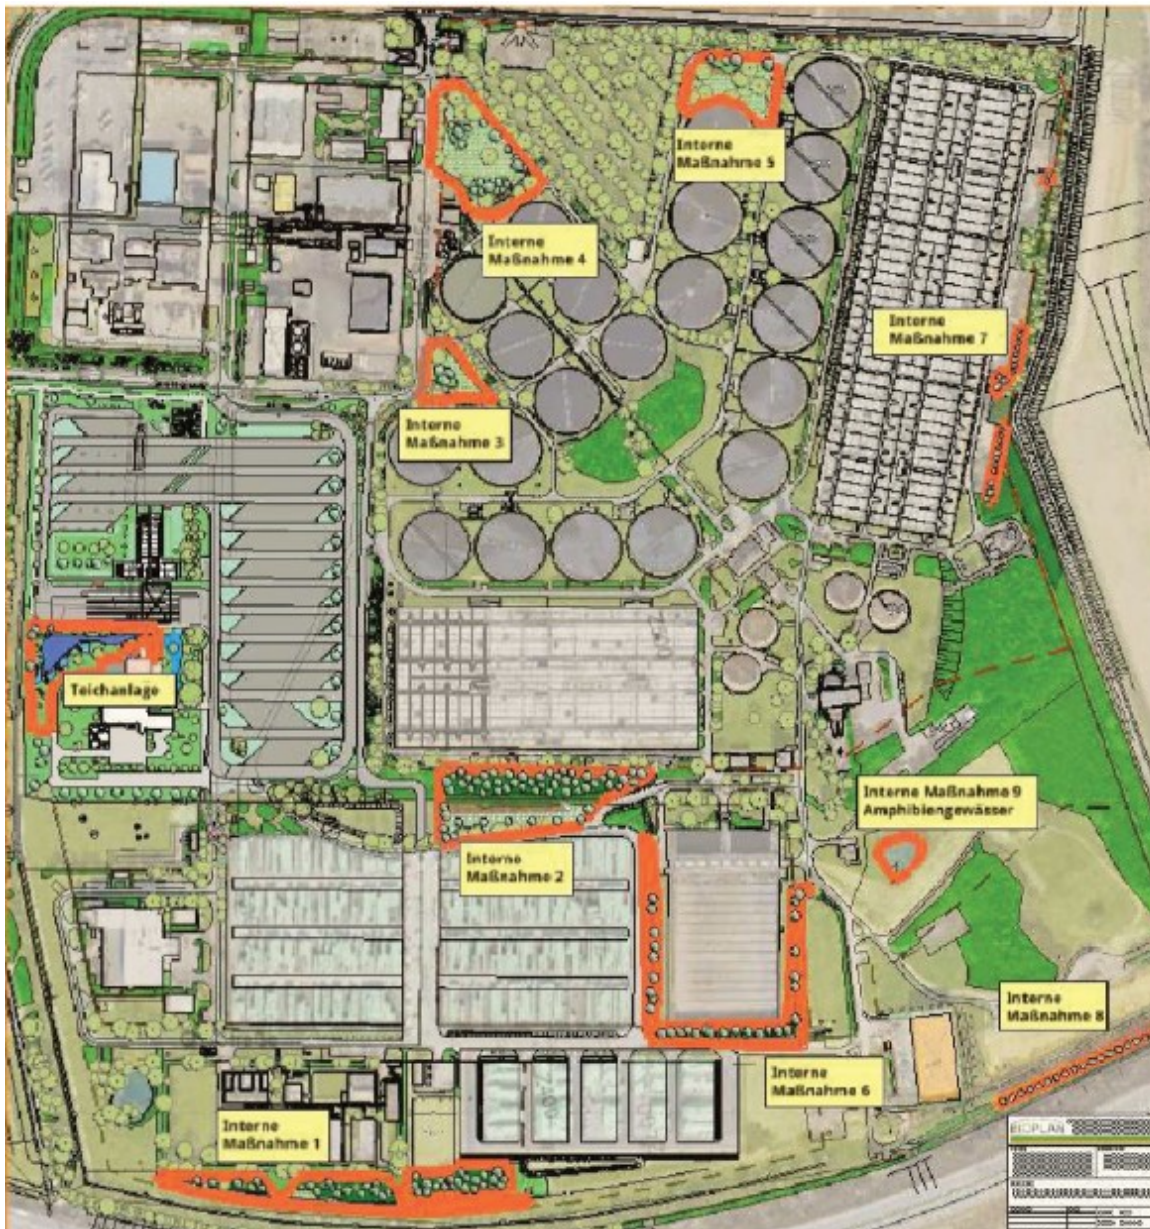 Interne
Maßnahme 5
Interne
Maßnahme 4
Interne
Maßnahme 7
Interne
Maßnahme 3
Teichanlage
Interne Maßnahme 9
Amphibiengewässer
Interne
Maßnahme 2
Interne
Maßnahme 8
Interne
Maßnahme 6
Interne
Maßnahme 1
BIOPLAN